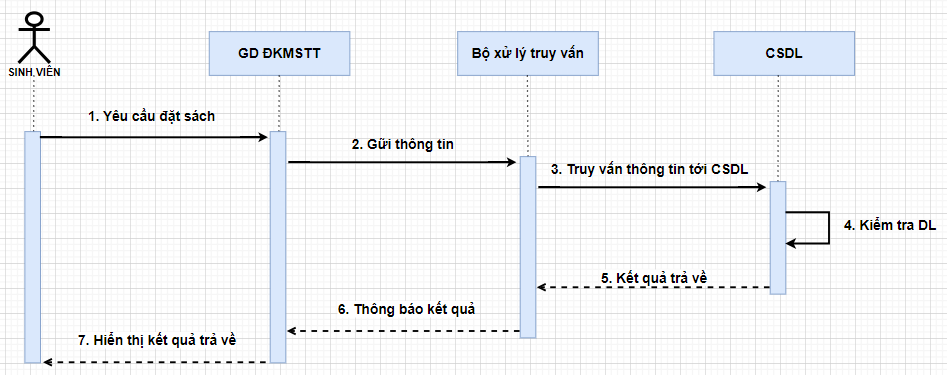 SINH VIÊN
GD ĐKMSTT
Bộ xử lý truy vấn
CSDL
1. Yêu cầu đặt sách
2. Gũi thông tin
3. Truy vấn thông tin tới CSDL
4. Kiểm tra DL
5. Kết quả trả về
6. Thông báo kết quả
7. Hiển thị kết quả trả về